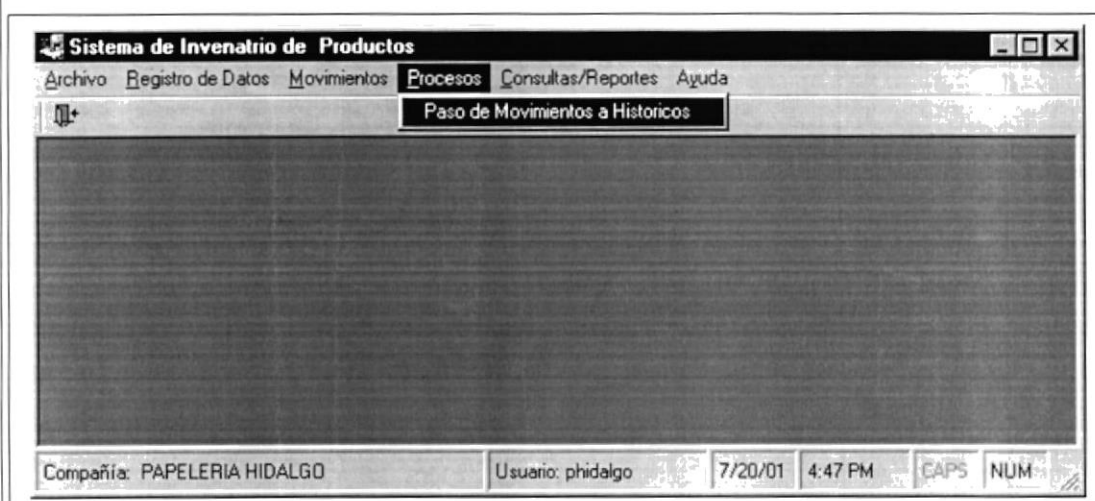 Sistema de Invenatrio de Productos
Archivo Registro de Datos Movimientos Procesos Consultas/Reportes Ayuda
Paso de Movimientos a Historicos
Compañía: PAPELERIA HIDALGO Usuario: phidalgo 7/20/01 4:47 PM CAPS NUM